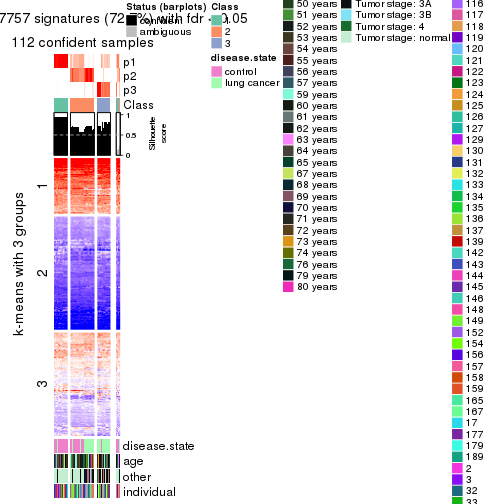 7757 signatures (72.7%) with fdr < 0.05
112 confident samples
Status (barplots)
confident
ambiguous
Class
1
2
3
disease.state
control
lung cancer
p1
p2
p3
Class
1
0.5
0
Silhouette
score
k-means with 3 groups
1
2
3
disease.state
age
other
individual
50 years
51 years
52 years
53 years
54 years
55 years
56 years
57 years
59 years
60 years
61 years
62 years
63 years
64 years
65 years
67 years
68 years
69 years
70 years
71 years
72 years
73 years
74 years
76 years
79 years
80 years
Tumor stage: 3A
Tumor stage: 3B
Tumor stage: 4
Tumor stage: normal
116
117
118
119
120
121
122
123
124
125
126
127
129
130
131
132
133
134
135
136
137
139
142
143
144
145
146
148
149
152
154
156
157
158
159
165
167
17
177
179
189
2
3
32
33